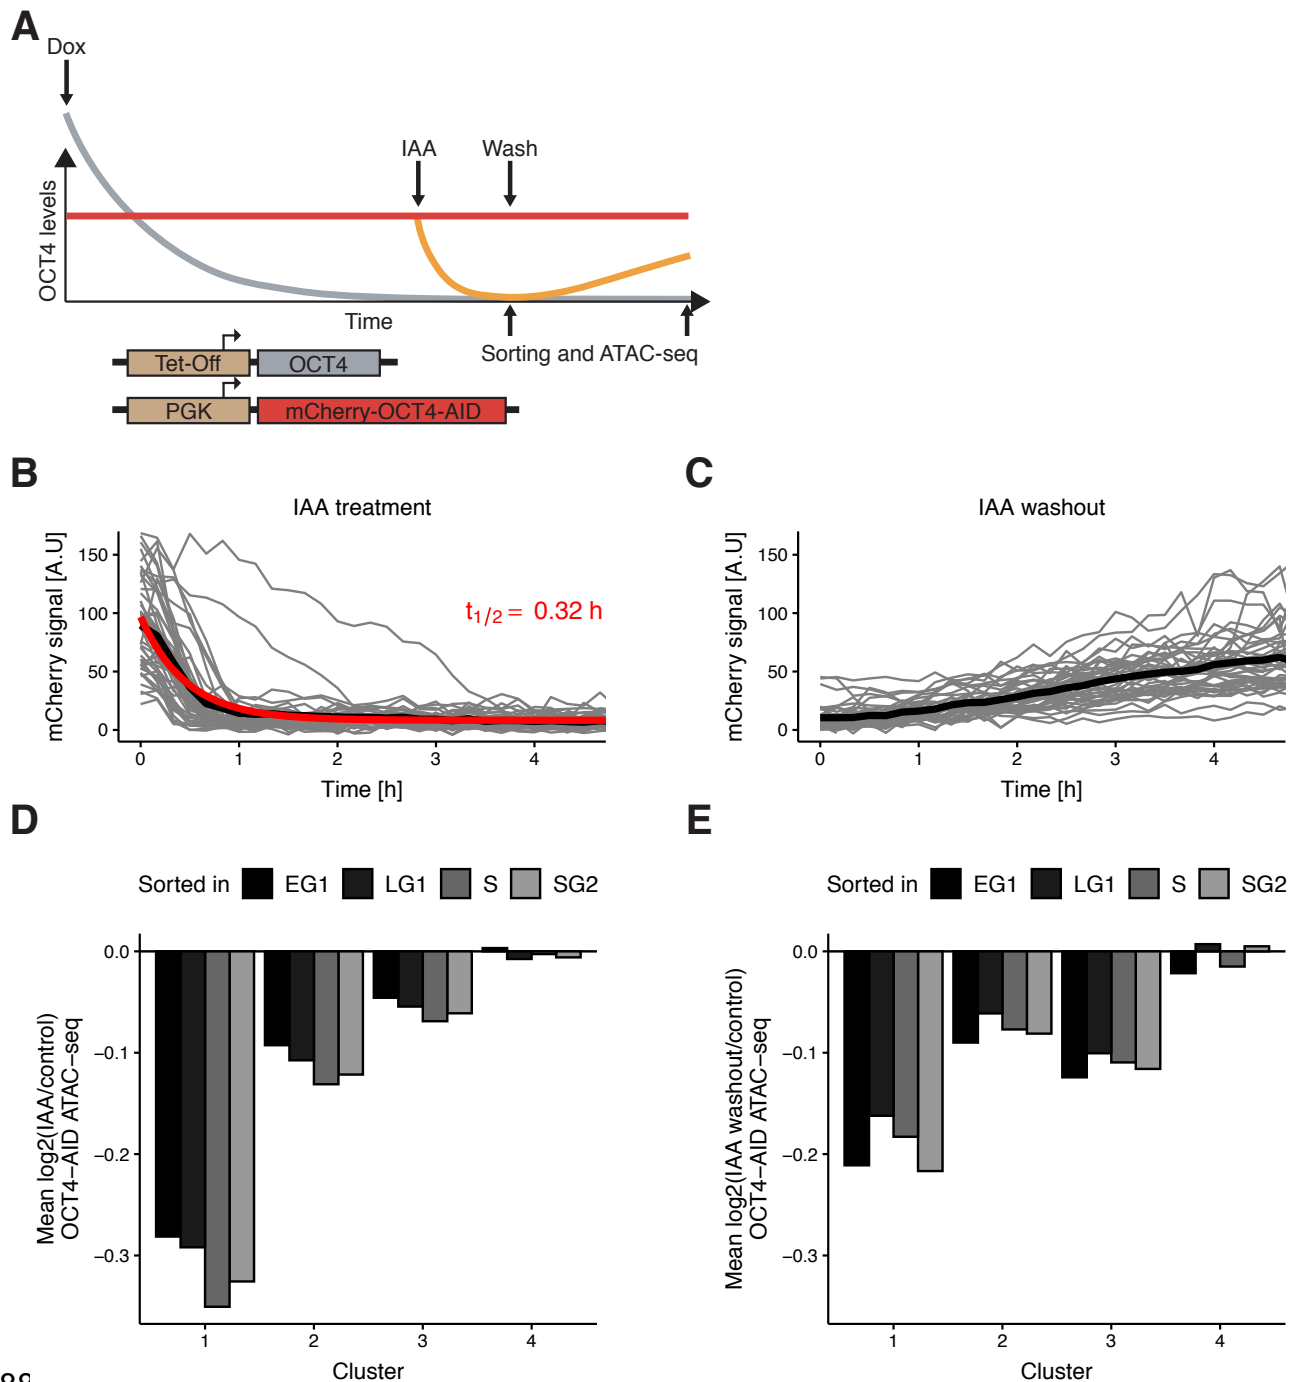 A
Dox
IAA
Wash
OCT4 levels
Time
Sorting and ATAC-seq
Tet-Off
OCT4
PGK
mCherry-OCT4-AID
B
IAA treatment
mCherry signal [A.U]
150
100
50
0
t1/2 = 0.32 h
0 1 2 3 4
Time [h]
C
IAA washout
mCherry signal [A.U]
150
100
50
0
0 1 2 3 4
Time [h]
D
Sorted in EG1 LG1 S SG2
Mean log2(IAA/control)
OCT4−AID ATAC−seq
0.0
−0.1
−0.2
−0.3
1 2 3 4
Cluster
E
Sorted in EG1 LG1 S SG2
Mean log2(IAA washout/control)
OCT4−AID ATAC−seq
0.0
−0.1
−0.2
−0.3
1 2 3 4
Cluster